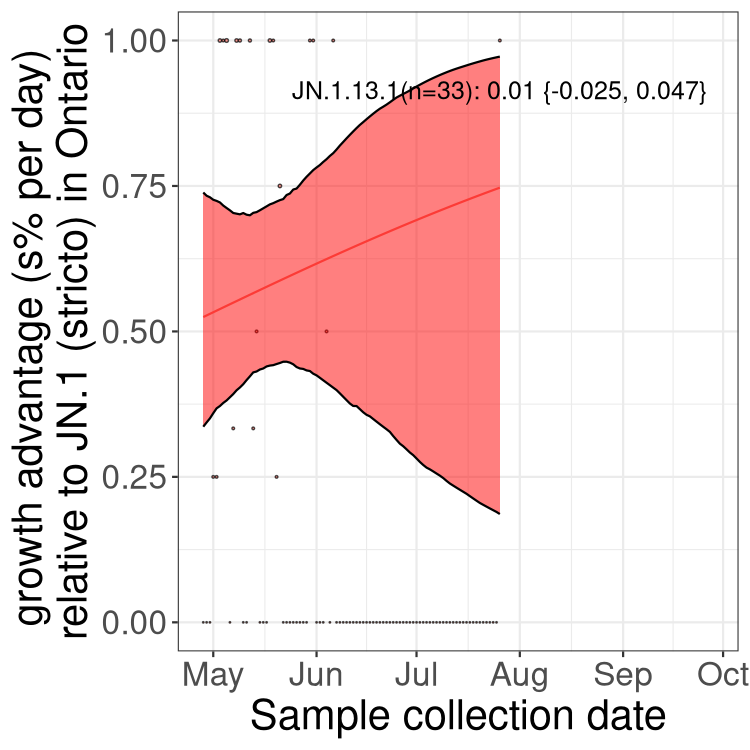 growth advantage (s% per day)
relative to JN.1 (stricto) in Ontario
1.00
0.75
0.50
0.25
0.00
JN.1.13.1(n=33): 0.01 {-0.025, 0.047}
May Jun Jul Aug Sep Oct
Sample collection date